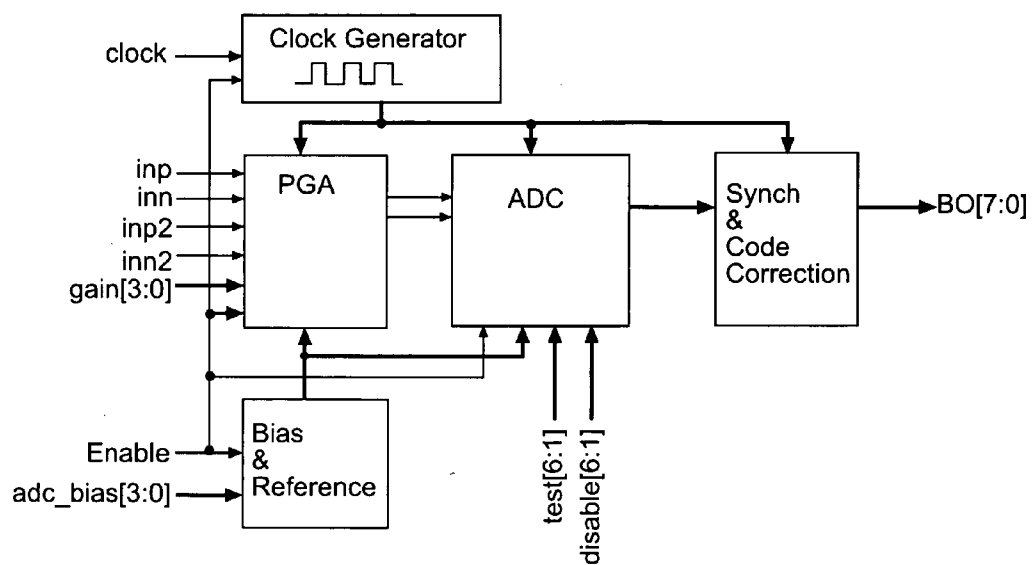 Clock Generator
clock
inp
inn
inp2
inn2
gain[3:0]
PGA
ADC
Synch
&
Code
Correction
BO[7:0]
Enable
adc_bias[3:0]
Bias
&
Reference
test[6:1]
disable[6:1]